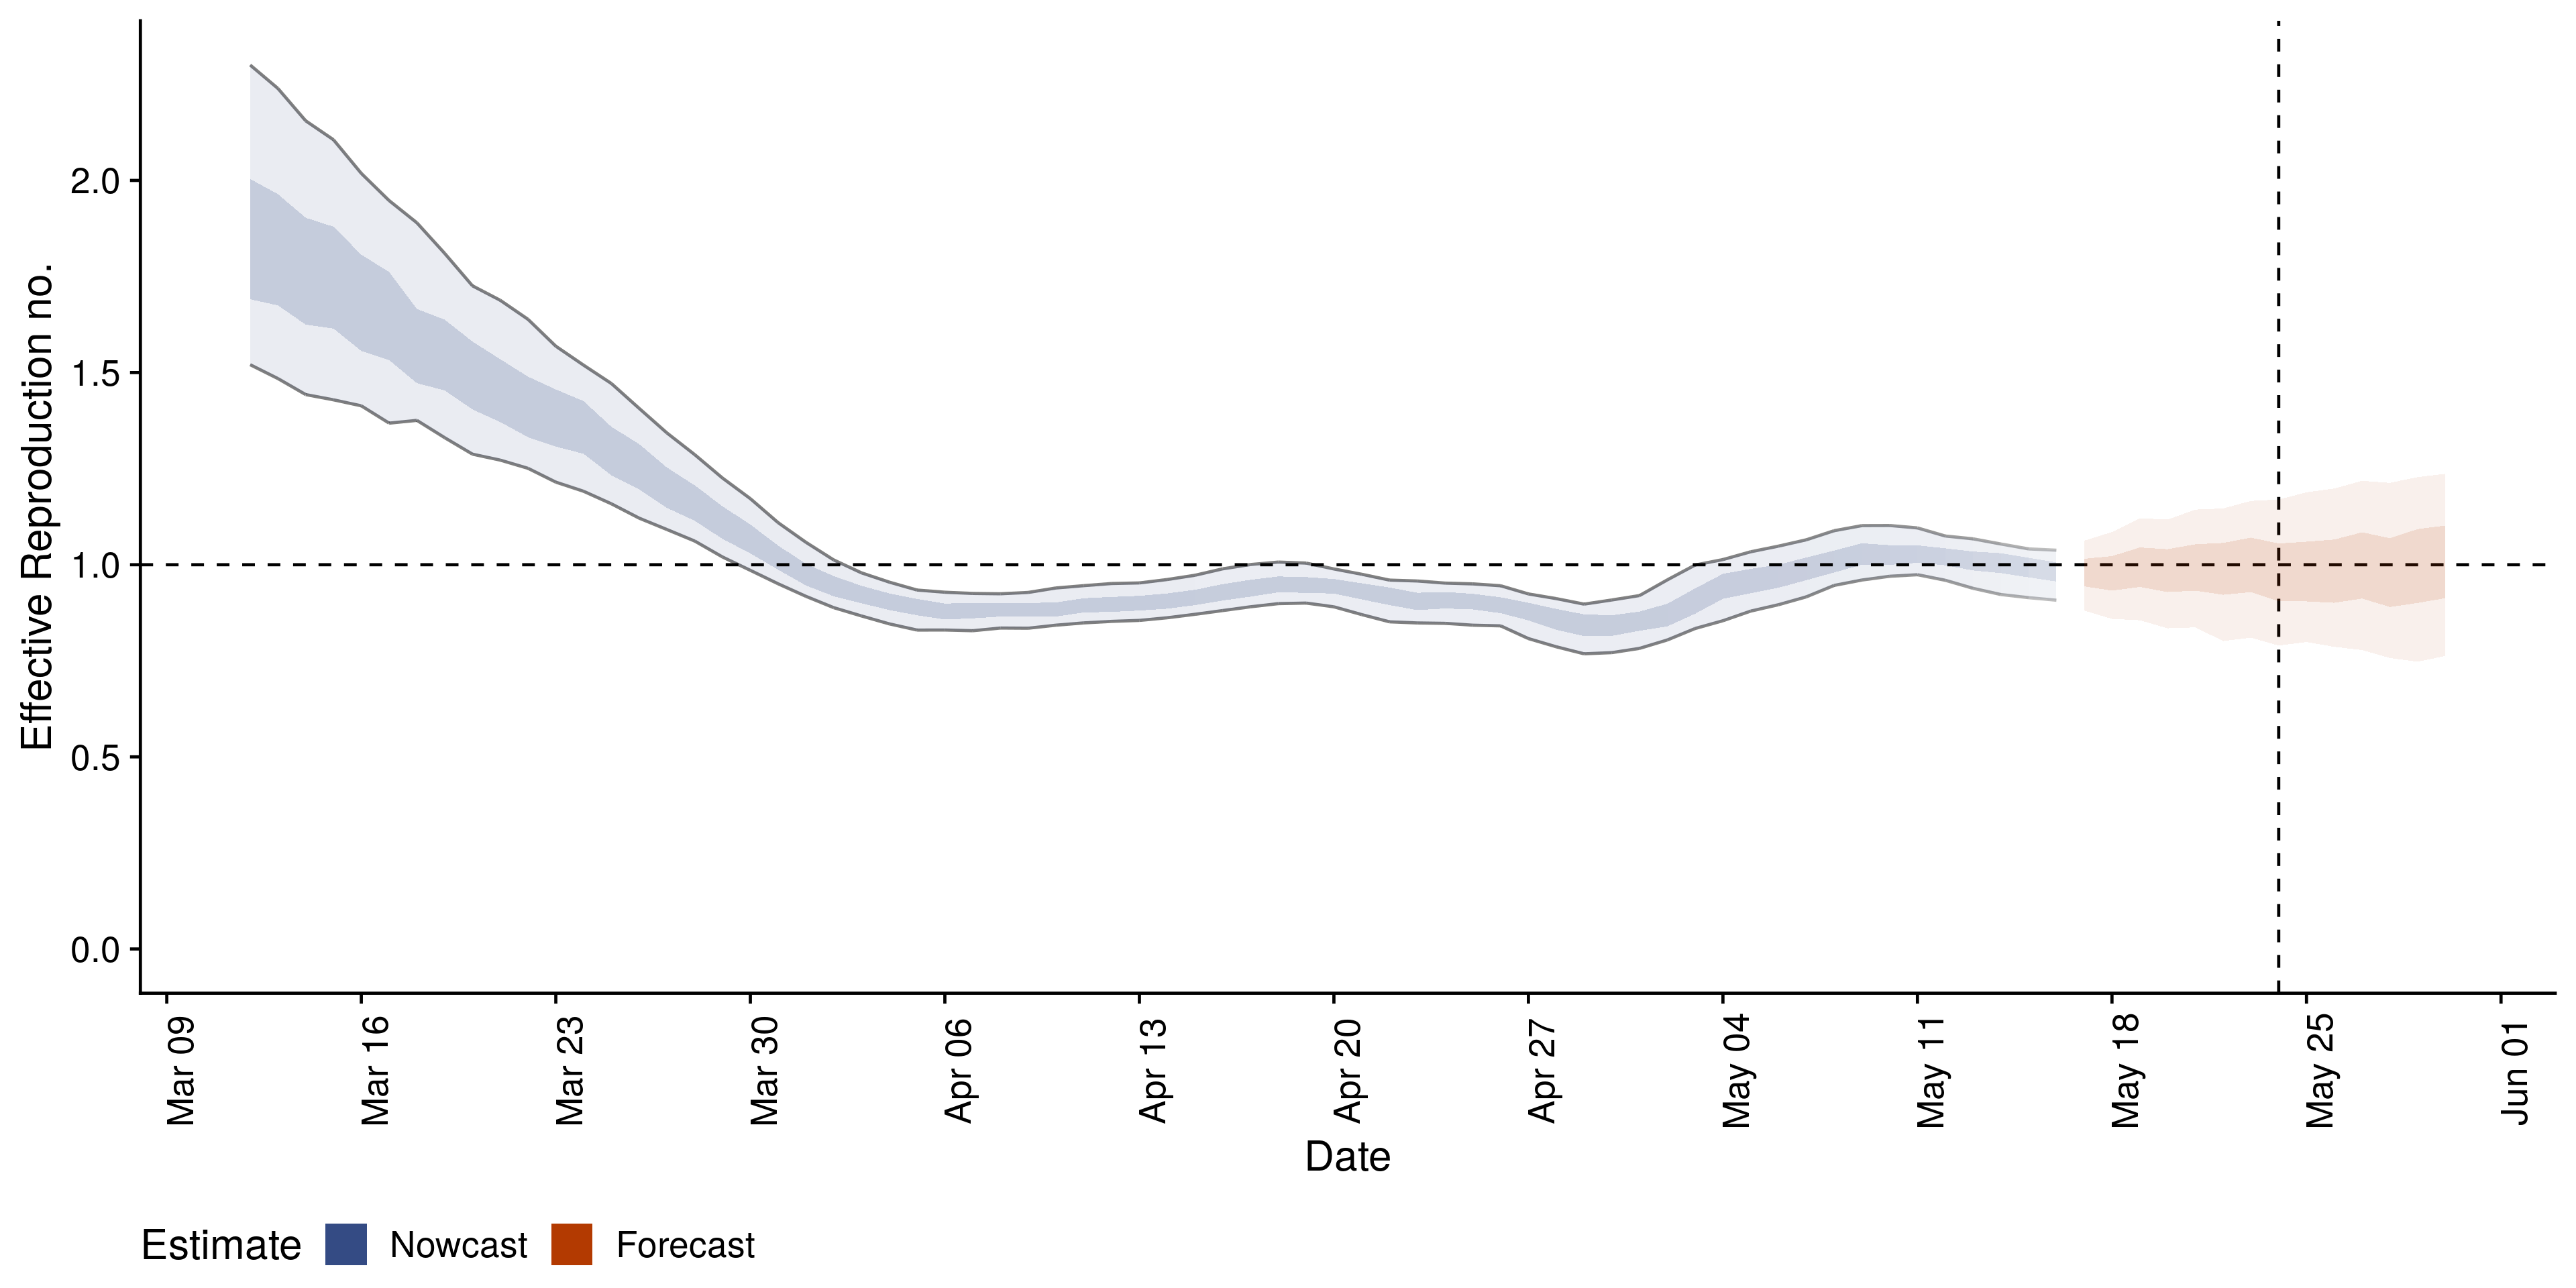 Effective Reproduction no.
2.0
1.5
1.0
0.5
0.0
Mar 09
Mar 16
Mar 23
Mar 30
Apr 06
Apr 13
Apr 20
Apr 27
May 04
May 11
May 18
May 25
Jun 01
Date
Estimate Nowcast Forecast